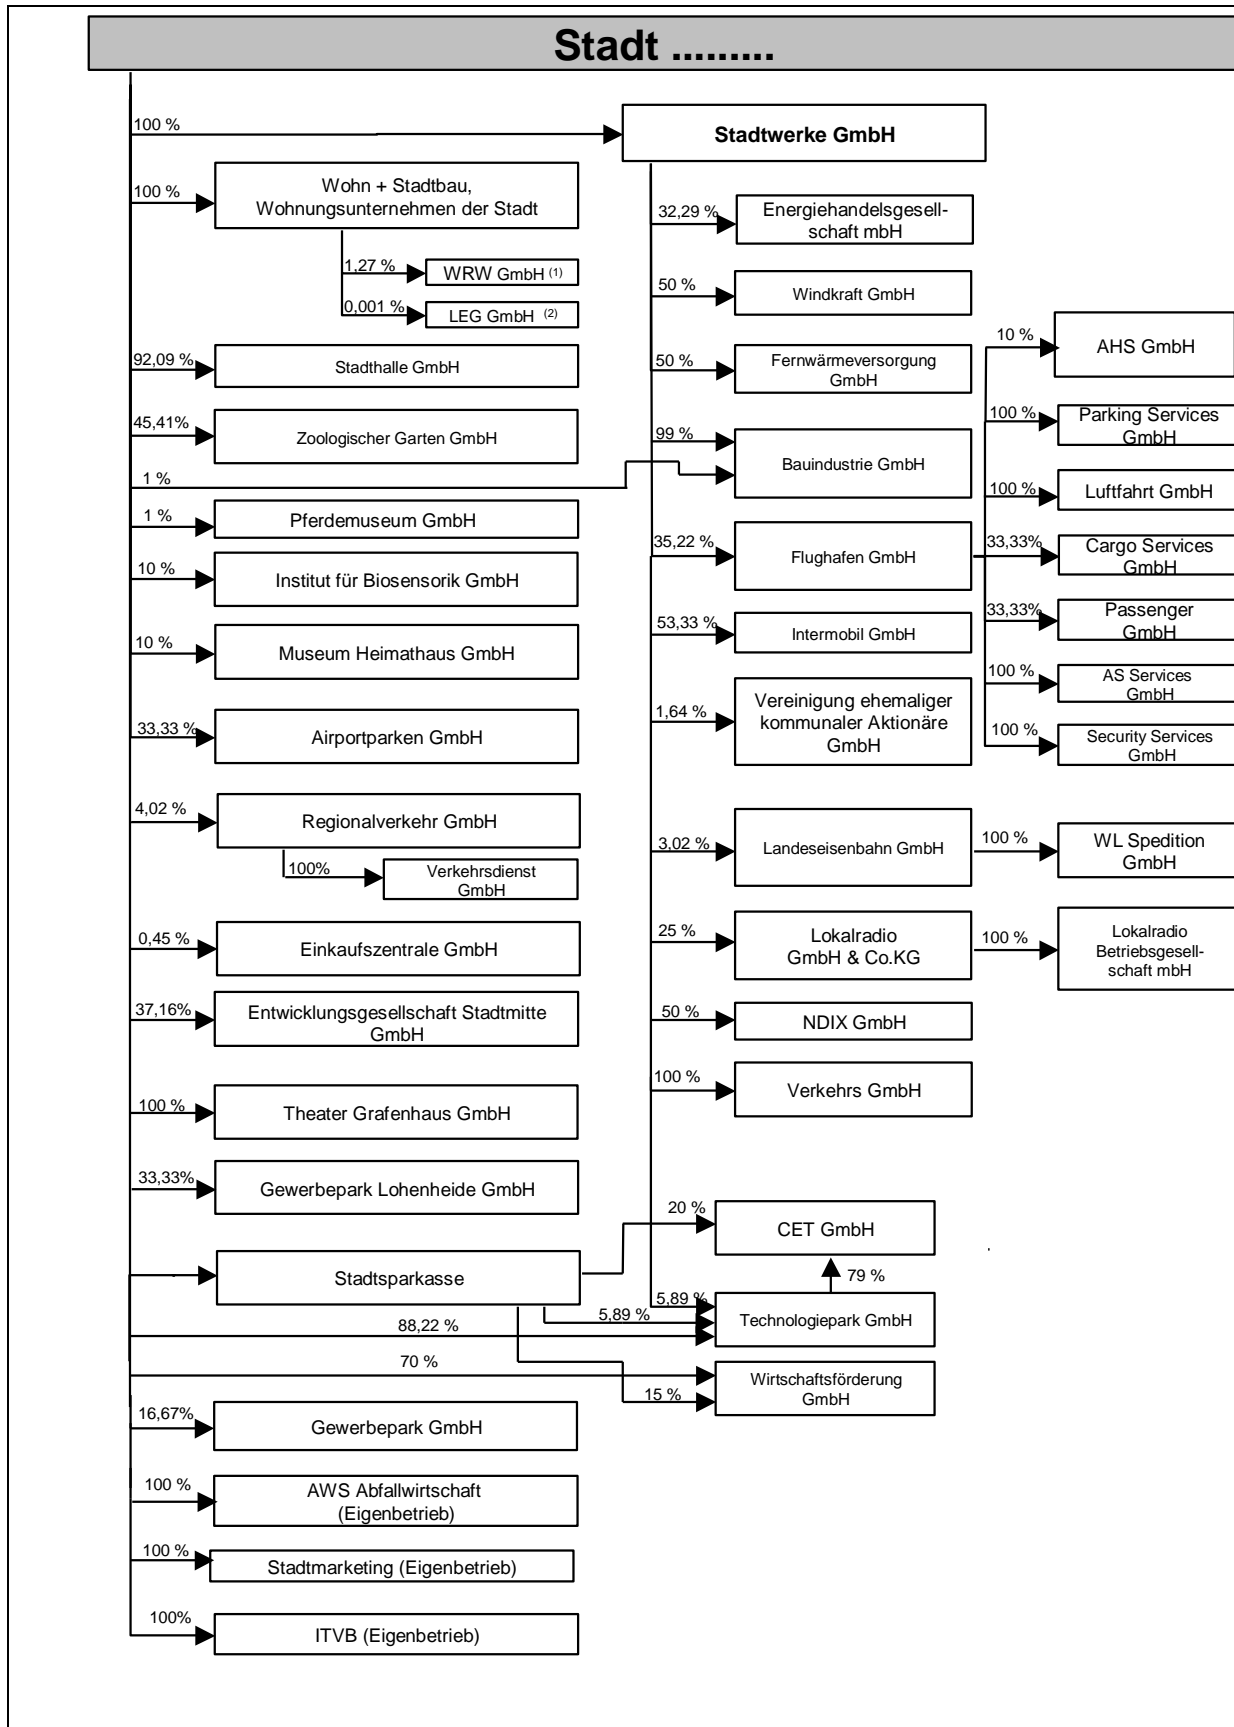 Stadt .........
100 %
Stadtwerke GmbH
100 %
Wohn + Stadtbau,
Wohnungsunternehmen der Stadt
1,27 %
WRW GmbH (1)
0,001 %
LEG GmbH (2)
92,09 %
Stadthalle GmbH
45,41%
Zoologischer Garten GmbH
1 %
1 %
Pferdemuseum GmbH
10 %
Institut für Biosensorik GmbH
10 %
Museum Heimathaus GmbH
33,33 %
Airportparken GmbH
4,02 %
Regionalverkehr GmbH
100%
Verkehrsdienst
GmbH
0,45 %
Einkaufszentrale GmbH
37,16%
Entwicklungsgesellschaft Stadtmitte
GmbH
100 %
Theater Grafenhaus GmbH
33,33%
Gewerbepark Lohenheide GmbH
Stadtsparkasse
88,22 %
70 %
16,67%
Gewerbepark GmbH
100 %
AWS Abfallwirtschaft
(Eigenbetrieb)
100 %
Stadtmarketing (Eigenbetrieb)
100%
ITVB (Eigenbetrieb)
32,29 %
Energiehandelsgesell-
schaft mbH
50 %
Windkraft GmbH
50 %
Fernwärmeversorgung
GmbH
99 %
Bauindustrie GmbH
35,22 %
Flughafen GmbH
53,33 %
Intermobil GmbH
1,64 %
Vereinigung ehemaliger
kommunaler Aktionäre
GmbH
3,02 %
Landeseisenbahn GmbH
25 %
Lokalradio
GmbH & Co.KG
50 %
NDIX GmbH
100 %
Verkehrs GmbH
20 %
CET GmbH
79 %
5,89 %
5,89 %
Technologiepark GmbH
Wirtschaftsförderung
GmbH
15 %
10 %
AHS GmbH
100 %
Parking Services
GmbH
100 %
Luftfahrt GmbH
33,33%
Cargo Services
GmbH
33,33%
Passenger
GmbH
100 %
AS Services
GmbH
100 %
Security Services
GmbH
100 %
WL Spedition
GmbH
100 %
Lokalradio
Betriebsgesell-
schaft mbH